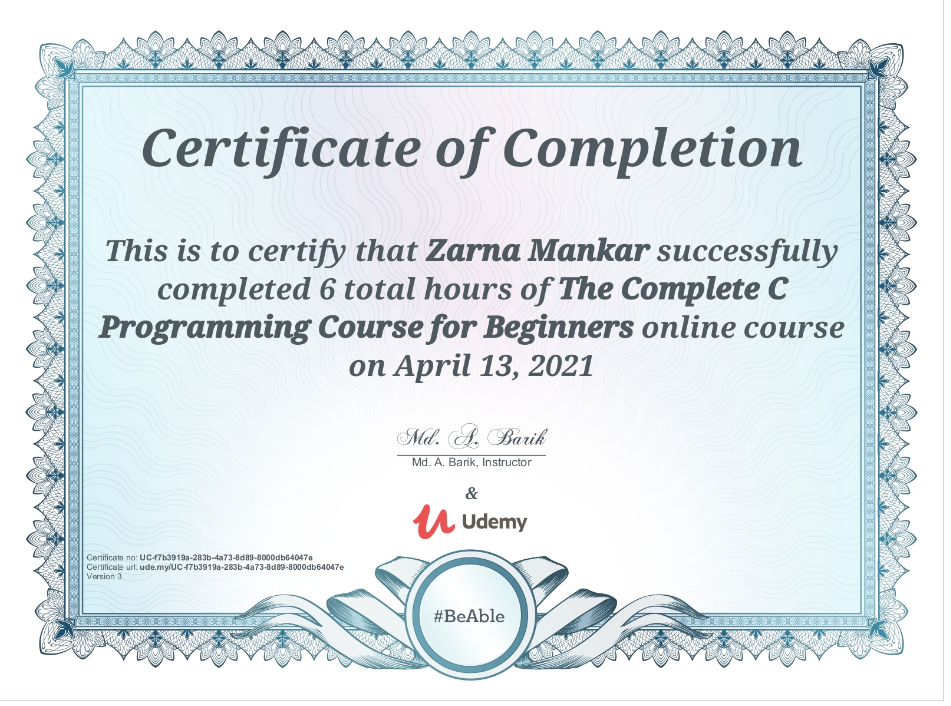 Certificate of Completion
This is to certify that Zarna Mankar successfully
completed 6 total hours of The Complete C
Programming Course for Beginners online course
on April 13, 2021
Md. A. Barik
Md. A. Barik, Instructor
&
Udemy
Certificate no: UC-f7b3919a-283b-4a73-8d89-8000db64047e
Certificate url: ude.my/UC-f7b3919a-283b-4a73-8d89-8000db64047e
Version 3
#BeAble